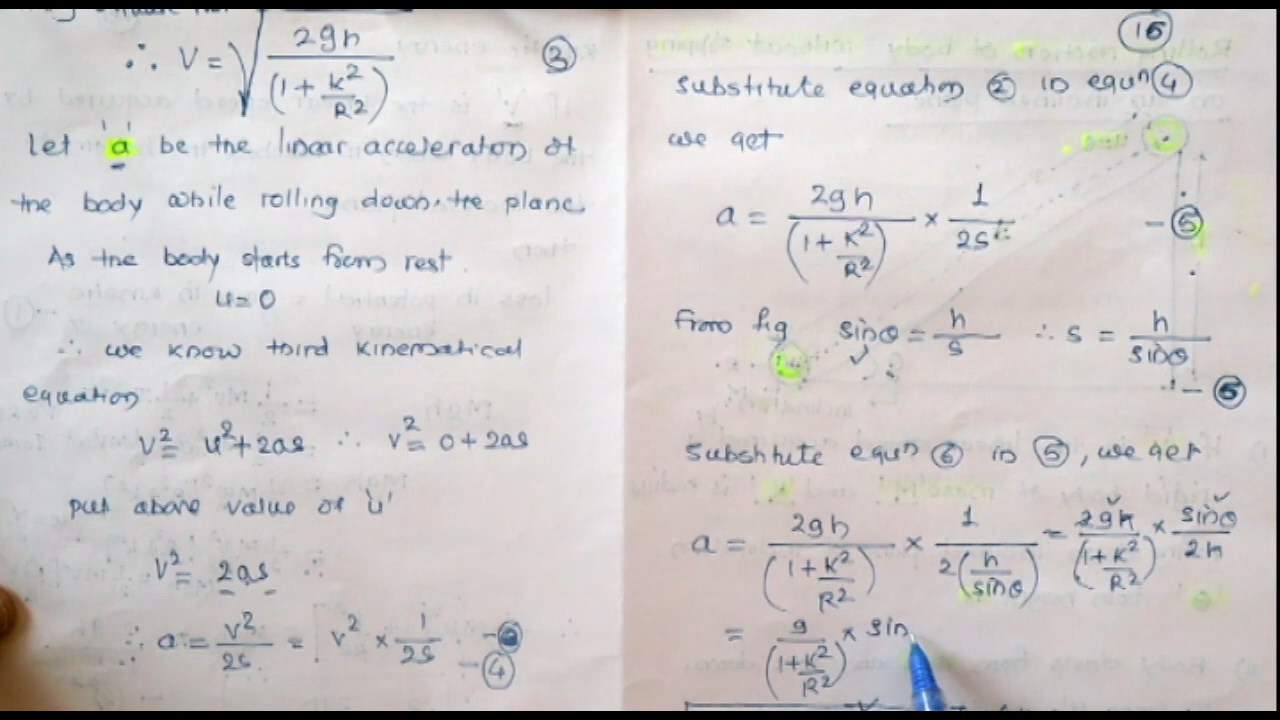 ∴ V = √(2gh / (1 + K²/R²)) ③
Let 'a' be the linear acceleraton of
the body while rolling down, the plane.
As the body starts from rest.
u = 0
∴ we know third kinematical
equation
V² = u² + 2as ∴ V² = 0 + 2as
put above value of 'u'
V² = 2as ∴
∴ a = V²/2s = V² × 1/2s - ④
16
Substitute equation ② in equn ④
we get
a = 2gh / (1 + K²/R²) × 1/2s - ⑤
From fig sinθ = h/s ∴ s = h/sinθ - ⑥
Substitute equn ⑥ in ⑤, we get
a = 2gh / (1 + K²/R²) × 1 / 2(h/sinθ) = 2gh / (1 + K²/R²) × sinθ/2h
= g / (1 + K²/R²) × sin